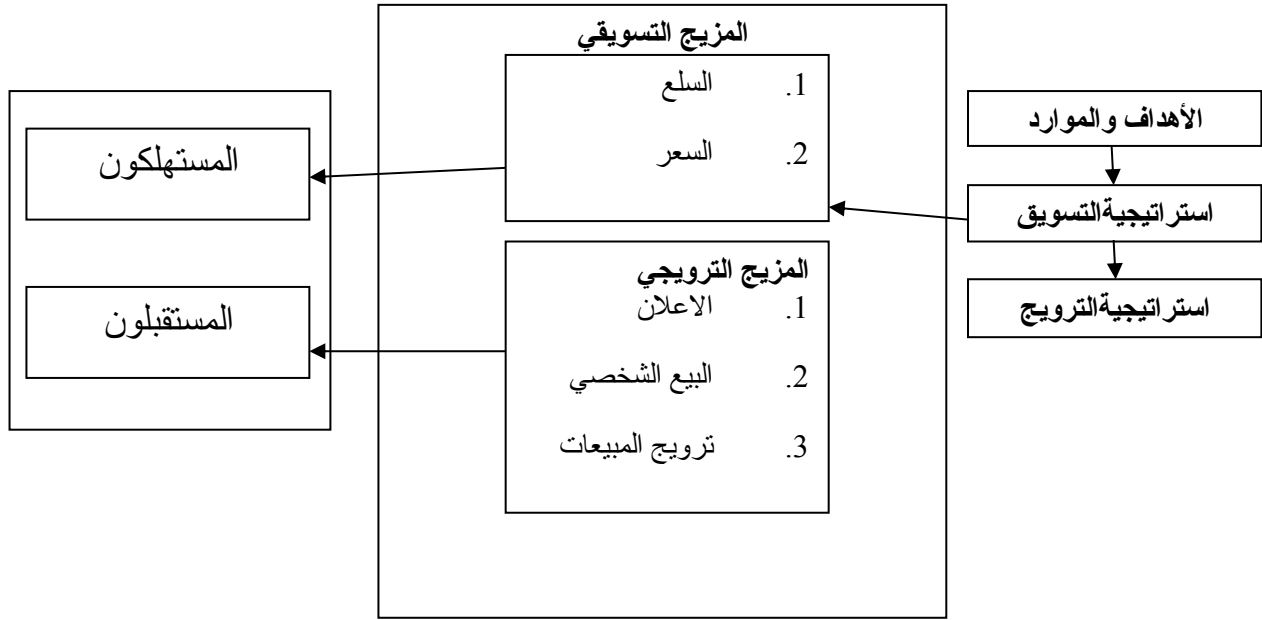 الأهداف والموارد
استراتيجيةالتسويق
استراتيجيةالترويج
المزيج التسويقي
1. السلع
2. السعر
المزيج الترويجي
1. الاعلان
2. البيع الشخصي
3. ترويج المبيعات
المستهلكون
المستقبلون